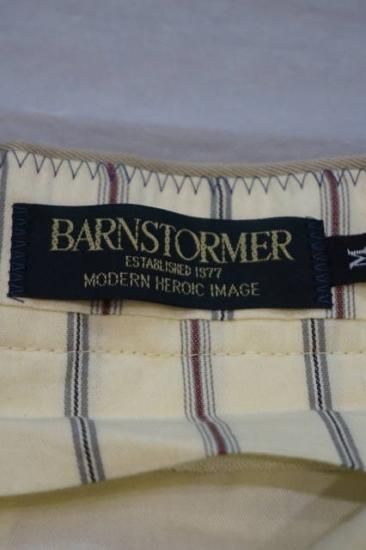 BARNSTORMER
ESTABLISHED 1977
MODERN HEROIC IMAGE
M